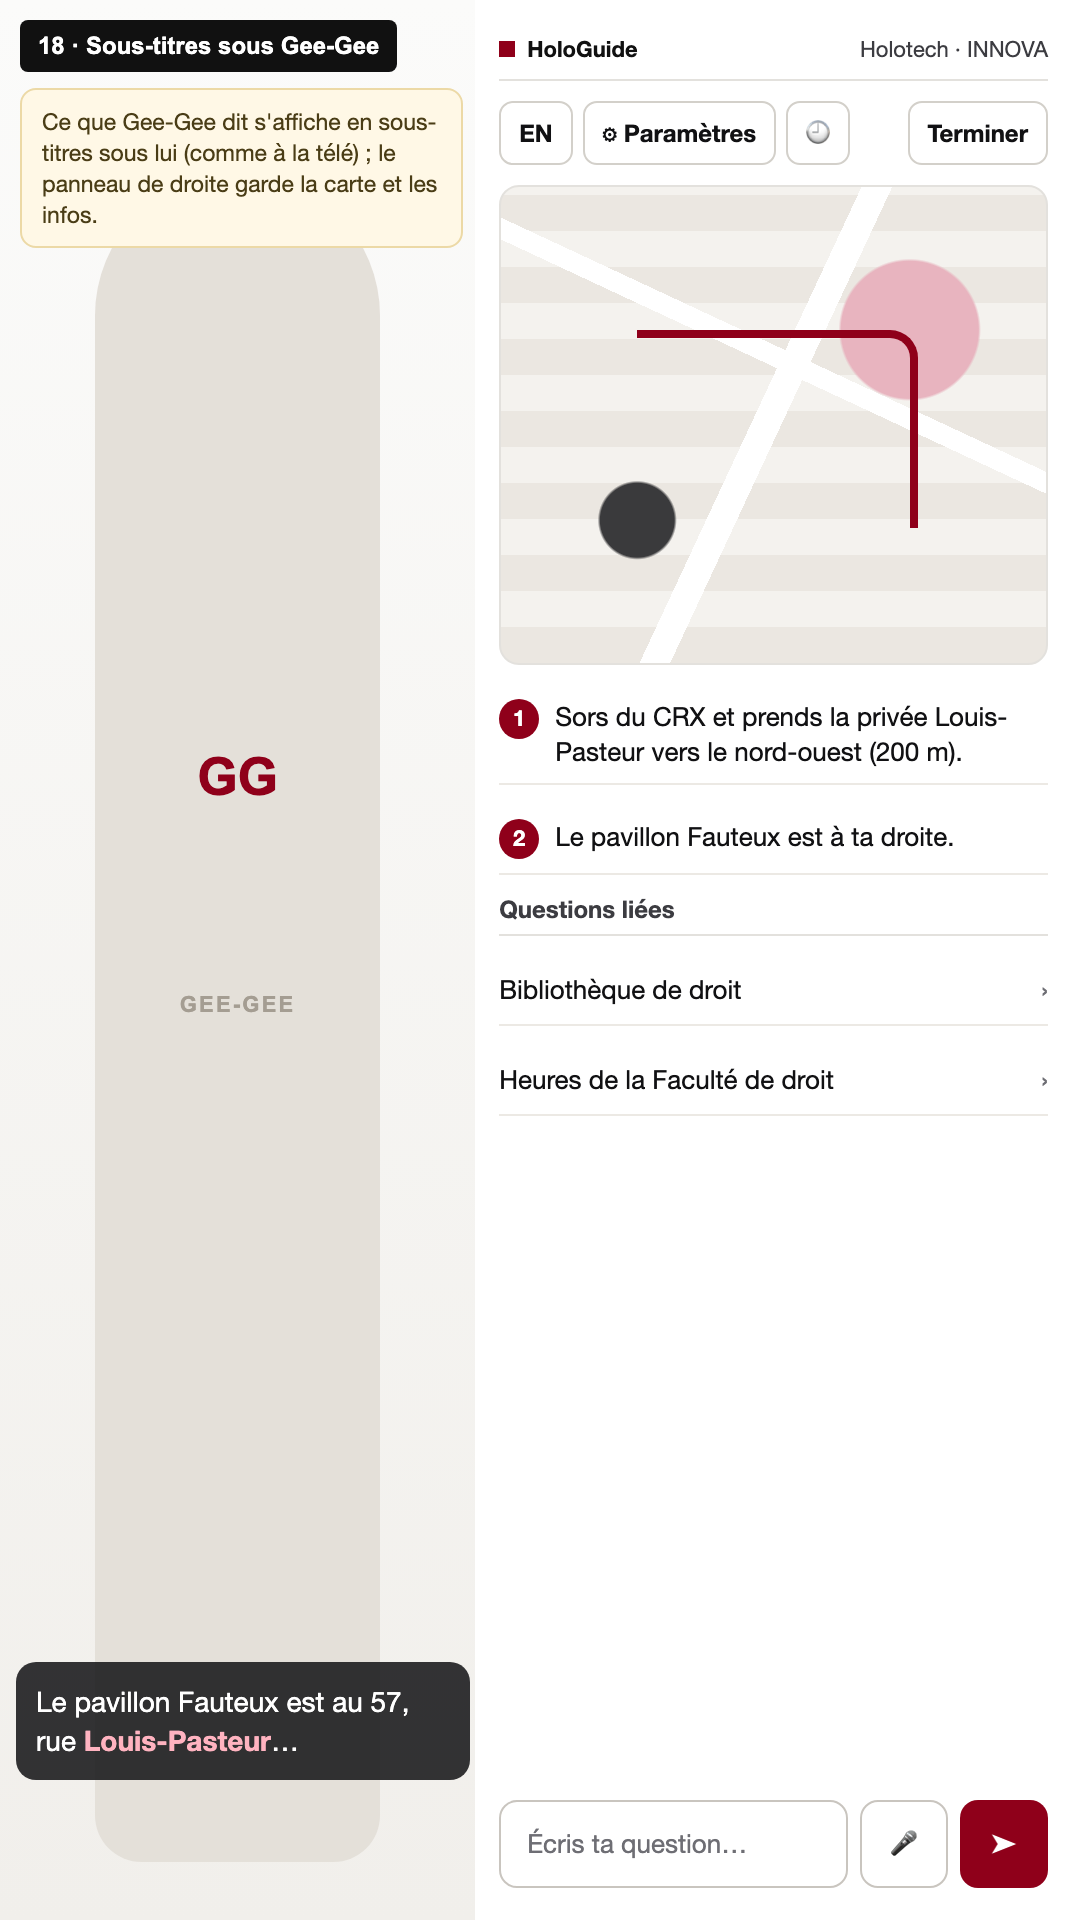 18 · Sous-titres sous Gee-Gee
Ce que Gee-Gee dit s'affiche en sous-
titres sous lui (comme à la télé) ; le
panneau de droite garde la carte et les
infos.
GG
GEE-GEE
Le pavillon Fauteux est au 57,
rue Louis-Pasteur…
HoloGuide
Holotech · INNOVA
EN
⚙ Paramètres
Terminer
1 Sors du CRX et prends la privée Louis-
Pasteur vers le nord-ouest (200 m).
2 Le pavillon Fauteux est à ta droite.
Questions liées
Bibliothèque de droit ›
Heures de la Faculté de droit ›
Écris ta question…